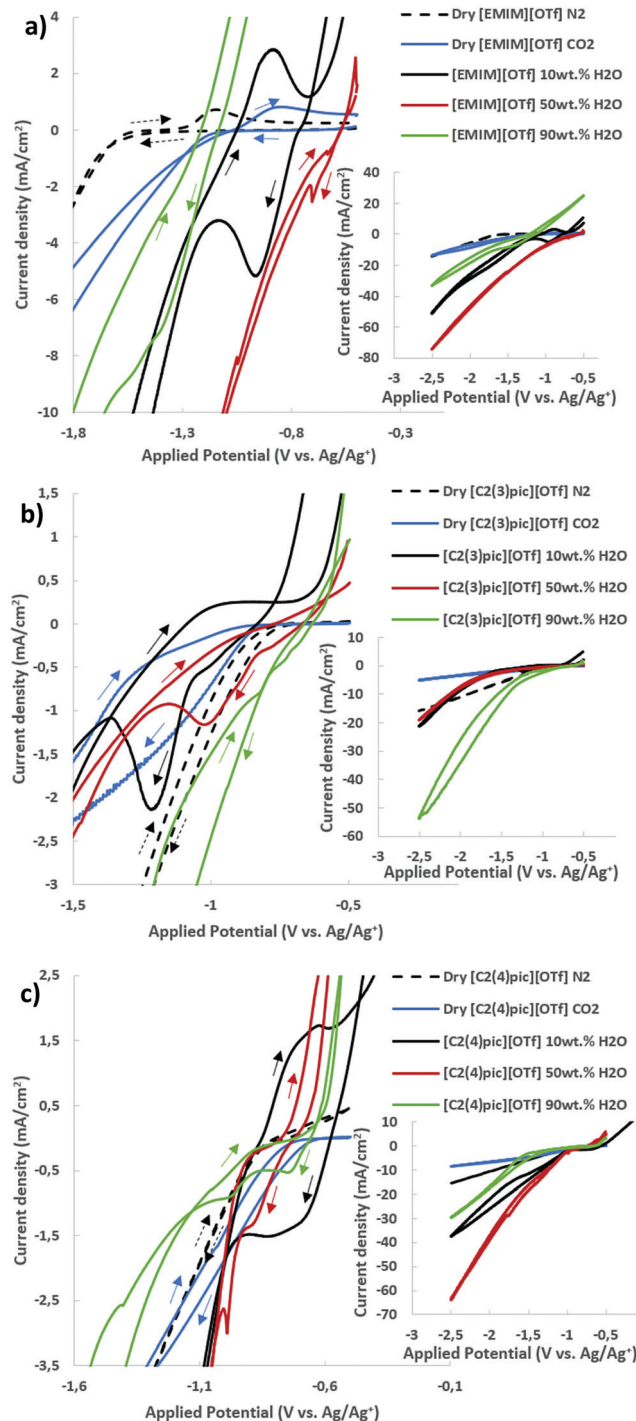 a)
Dry [EMIM][OTf] N2
Dry [EMIM][OTf] CO2
[EMIM][OTf] 10wt.% H2O
[EMIM][OTf] 50wt.% H2O
[EMIM][OTf] 90wt.% H2O
Current density (mA/cm²)
4
2
0
-2
-4
-6
-8
-10
-1,8
-1,3
-0,8
-0,3
Applied Potential (V vs. Ag/Ag⁺)
Current density (mA/cm²)
40
20
0
-20
-40
-60
-80
-3
-2,5
-2
-1,5
-1
-0,5
0
Applied Potential (V vs. Ag/Ag⁺)
b)
Dry [C2(3)pic][OTf] N2
Dry [C2(3)pic][OTf] CO2
[C2(3)pic][OTf] 10wt.% H2O
[C2(3)pic][OTf] 50wt.% H2O
[C2(3)pic][OTf] 90wt.% H2O
Current density (mA/cm²)
1,5
1
0,5
0
-0,5
-1
-1,5
-2
-2,5
-3
-1,5
-1
-0,5
Applied Potential (V vs. Ag/Ag⁺)
Current density (mA/cm²)
10
0
-10
-20
-30
-40
-50
-60
-3
-2,5
-2
-1,5
-1
-0,5
0
Applied Potential (V vs. Ag/Ag⁺)
c)
Dry [C2(4)pic][OTf] N2
Dry [C2(4)pic][OTf] CO2
[C2(4)pic][OTf] 10wt.% H2O
[C2(4)pic][OTf] 50wt.% H2O
[C2(4)pic][OTf] 90wt.% H2O
Current density (mA/cm²)
2,5
1,5
0,5
-0,5
-1,5
-2,5
-3,5
-1,6
-1,1
-0,6
-0,1
Applied Potential (V vs. Ag/Ag⁺)
Current density (mA/cm²)
10
0
-10
-20
-30
-40
-50
-60
-70
-3
-2,5
-2
-1,5
-1
-0,5
0
Applied Potential (V vs. Ag/Ag⁺)